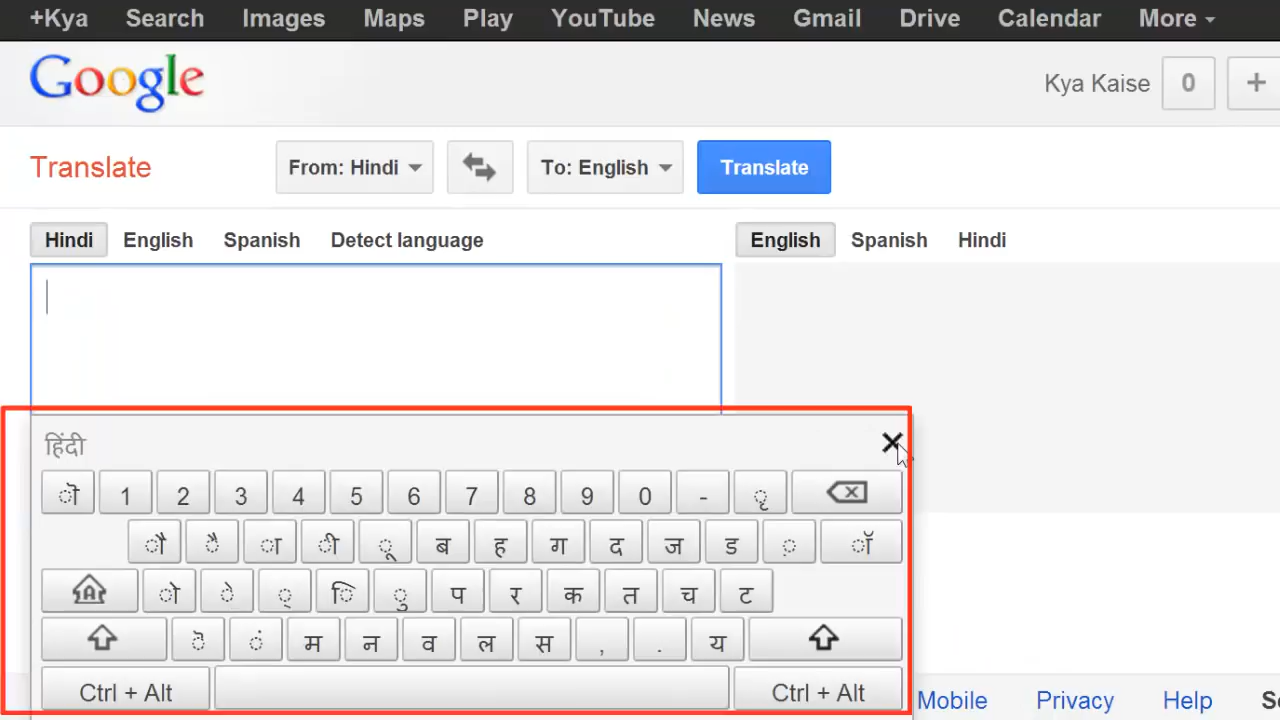 +Kya Search Images Maps Play YouTube News Gmail Drive Calendar More
Google
Kya Kaise 0 +
Translate From: Hindi To: English Translate
Hindi English Spanish Detect language English Spanish Hindi
हिंदी
ॊ 1 2 3 4 5 6 7 8 9 0 - ृ
ौ ै ा ी ू ब ह ग द ज ड ़ ॉ
ो े ् ि ु प र क त च ट
ॆ ं म न व ल स , . य
Ctrl + Alt Ctrl + Alt
Mobile Privacy Help